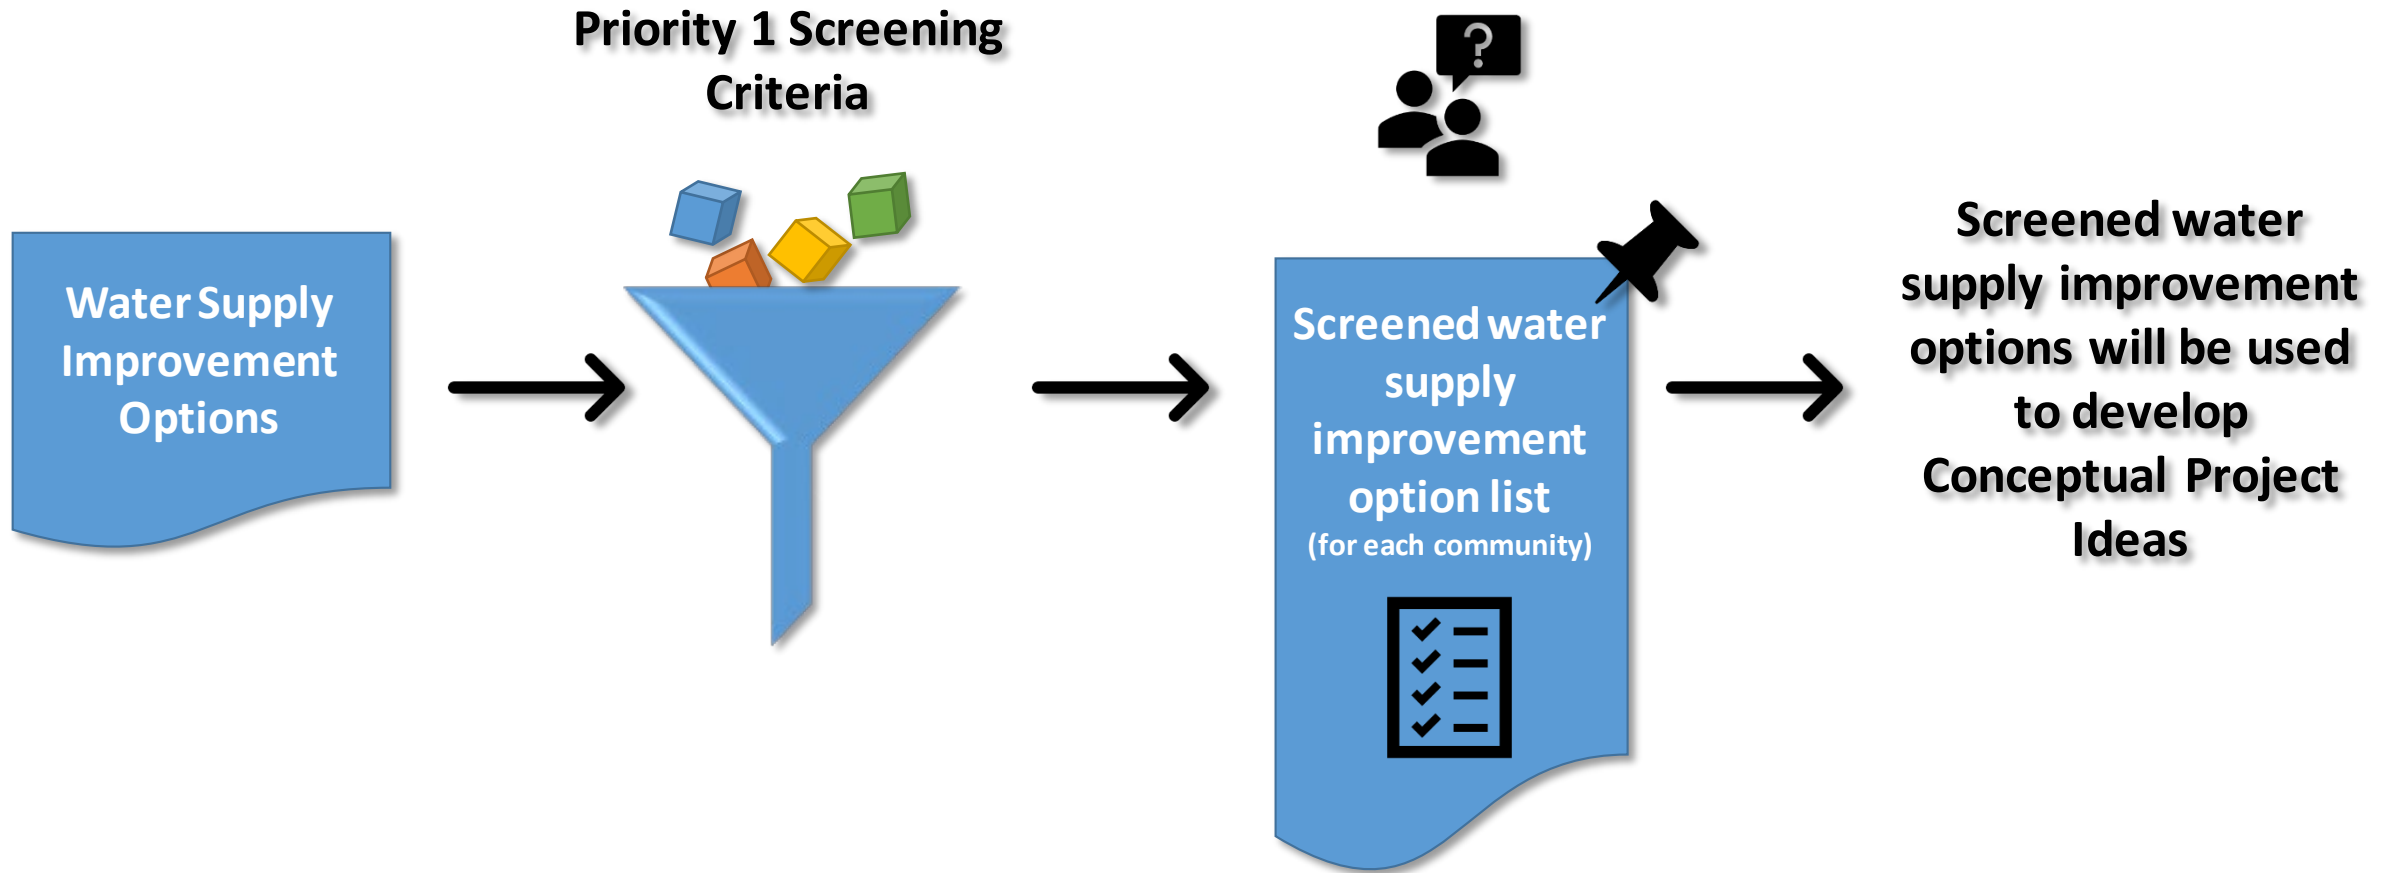 Priority 1 Screening
Criteria
?
Water Supply
Improvement
Options
Screened water
supply
improvement
option list
(for each community)
Screened water
supply improvement
options will be used
to develop
Conceptual Project
Ideas